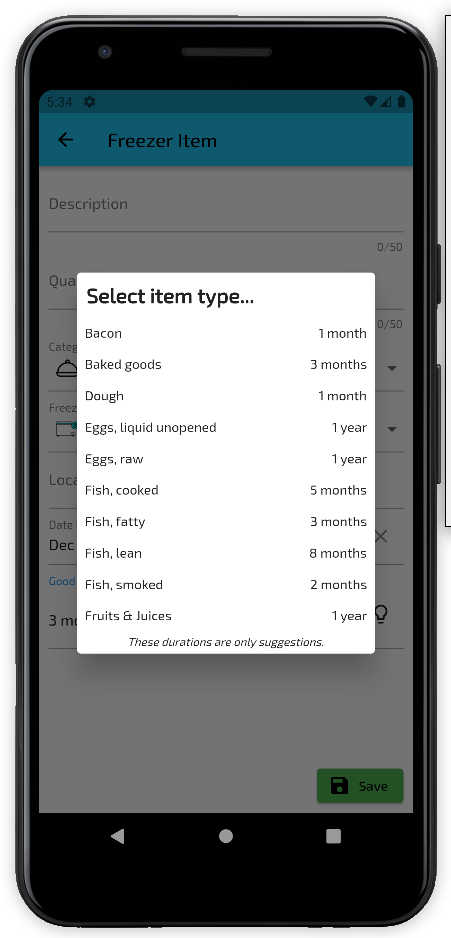 5:34
Freezer Item
Description
0/50
Qua
0/50
Select item type...
Bacon 1 month
Categ
Baked goods 3 months
Dough 1 month
Freez
Eggs, liquid unopened 1 year
Eggs, raw 1 year
Loca
Fish, cooked 5 months
Fish, fatty 3 months
Date
Dec
Fish, lean 8 months
Good
Fish, smoked 2 months
3 mo
Fruits & Juices 1 year
These durations are only suggestions.
Save